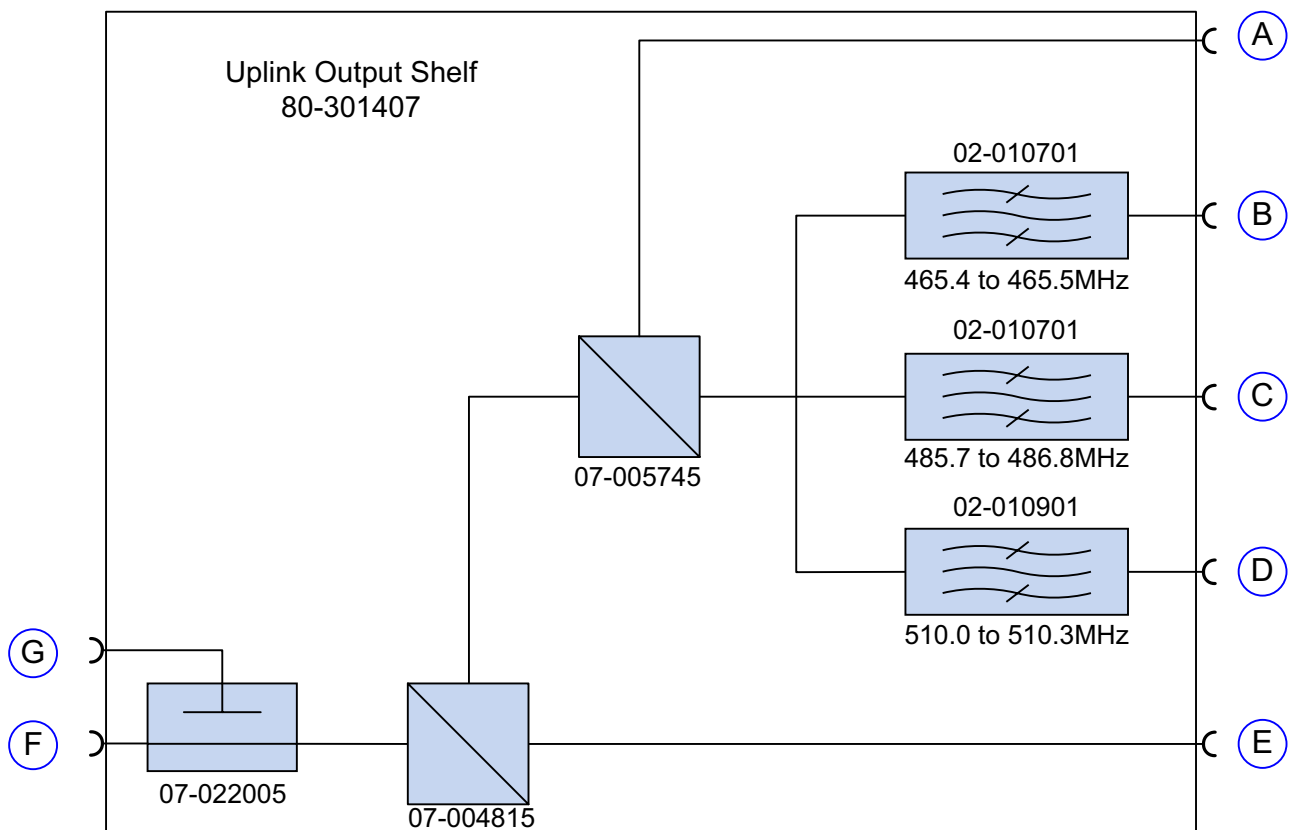 A
Uplink Output Shelf
80-301407
02-010701
B
465.4 to 465.5MHz
02-010701
C
485.7 to 486.8MHz
07-005745
02-010901
D
510.0 to 510.3MHz
G
F
E
07-022005
07-004815